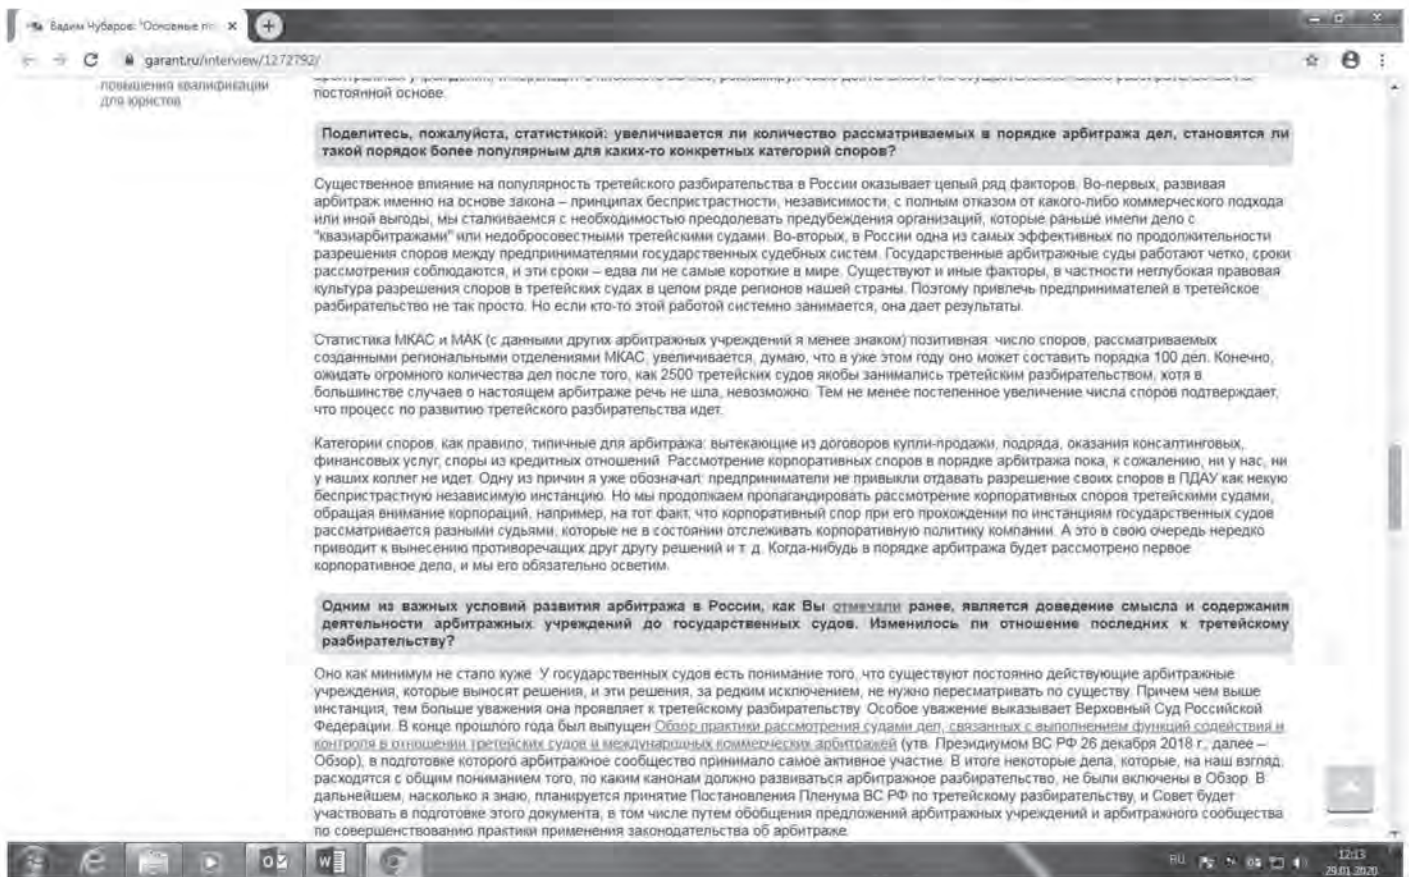 Вадим Чубаров: "Основные по
garant.ru/interview/1272792/
повышения квалификации
для юристов
постоянной основе.
Поделитесь, пожалуйста, статистикой: увеличивается ли количество рассматриваемых в порядке арбитража дел, становятся ли
такой порядок более популярным для каких-то конкретных категорий споров?
Существенное влияние на популярность третейского разбирательства в России оказывает целый ряд факторов. Во-первых, развивая
арбитраж именно на основе закона – принципах беспристрастности, независимости, с полным отказом от какого-либо коммерческого подхода
или иной выгоды, мы сталкиваемся с необходимостью преодолевать предубеждения организаций, которые раньше имели дело с
"квазиарбитражами" или недобросовестными третейскими судами. Во-вторых, в России одна из самых эффективных по продолжительности
разрешения споров между предпринимателями государственных судебных систем. Государственные арбитражные суды работают четко, сроки
рассмотрения соблюдаются, и эти сроки – едва ли не самые короткие в мире. Существуют и иные факторы, в частности неглубокая правовая
культура разрешения споров в третейских судах в целом ряде регионов нашей страны. Поэтому привлечь предпринимателей в третейское
разбирательство не так просто. Но если кто-то этой работой системно занимается, она дает результаты.
Статистика МКАС и МАК (с данными других арбитражных учреждений я менее знаком) позитивная: число споров, рассматриваемых
созданными региональными отделениями МКАС, увеличивается, думаю, что в уже этом году оно может составить порядка 100 дел. Конечно,
ожидать огромного количества дел после того, как 2500 третейских судов якобы занимались третейским разбирательством, хотя в
большинстве случаев о настоящем арбитраже речь не шла, невозможно. Тем не менее постепенное увеличение числа споров подтверждает,
что процесс по развитию третейского разбирательства идет.
Категории споров, как правило, типичные для арбитража: вытекающие из договоров купли-продажи, подряда, оказания консалтинговых,
финансовых услуг, споры из кредитных отношений. Рассмотрение корпоративных споров в порядке арбитража пока, к сожалению, ни у нас, ни
у наших коллег не идет. Одну из причин я уже обозначал: предприниматели не привыкли отдавать разрешение своих споров в ПДАУ как некую
беспристрастную независимую инстанцию. Но мы продолжаем пропагандировать рассмотрение корпоративных споров третейскими судами,
обращая внимание корпораций, например, на тот факт, что корпоративный спор при его прохождении по инстанциям государственных судов
рассматривается разными судьями, которые не в состоянии отслеживать корпоративную политику компании. А это в свою очередь нередко
приводит к вынесению противоречащих друг другу решений и т. д. Когда-нибудь в порядке арбитража будет рассмотрено первое
корпоративное дело, и мы его обязательно осветим.
Одним из важных условий развития арбитража в России, как Вы отмечали ранее, является доведение смысла и содержания
деятельности арбитражных учреждений до государственных судов. Изменилось ли отношение последних к третейскому
разбирательству?
Оно как минимум не стало хуже. У государственных судов есть понимание того, что существуют постоянно действующие арбитражные
учреждения, которые выносят решения, и эти решения, за редким исключением, не нужно пересматривать по существу. Причем чем выше
инстанция, тем больше уважения она проявляет к третейскому разбирательству. Особое уважение выказывает Верховный Суд Российской
Федерации. В конце прошлого года был выпущен Обзор практики рассмотрения судами дел, связанных с выполнением функций содействия и
контроля в отношении третейских судов и международных коммерческих арбитражей (утв. Президиумом ВС РФ 26 декабря 2018 г., далее –
Обзор), в подготовке которого арбитражное сообщество принимало самое активное участие. В итоге некоторые дела, которые, на наш взгляд,
расходятся с общим пониманием того, по каким канонам должно развиваться арбитражное разбирательство, не были включены в Обзор. В
дальнейшем, насколько я знаю, планируется принятие Постановления Пленума ВС РФ по третейскому разбирательству, и Совет будет
участвовать в подготовке этого документа, в том числе путем обобщения предложений арбитражных учреждений и арбитражного сообщества
по совершенствованию практики применения законодательства об арбитраже.
RU
12:13
29.01.2020